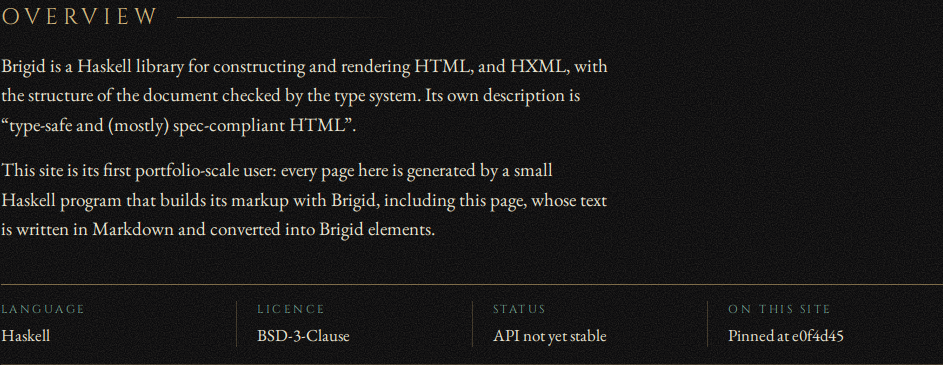 OVERVIEW
Brigid is a Haskell library for constructing and rendering HTML, and HXML, with
the structure of the document checked by the type system. Its own description is
“type-safe and (mostly) spec-compliant HTML”.
This site is its first portfolio-scale user: every page here is generated by a small
Haskell program that builds its markup with Brigid, including this page, whose text
is written in Markdown and converted into Brigid elements.
LANGUAGE
Haskell
LICENCE
BSD-3-Clause
STATUS
API not yet stable
ON THIS SITE
Pinned at e0f4d45